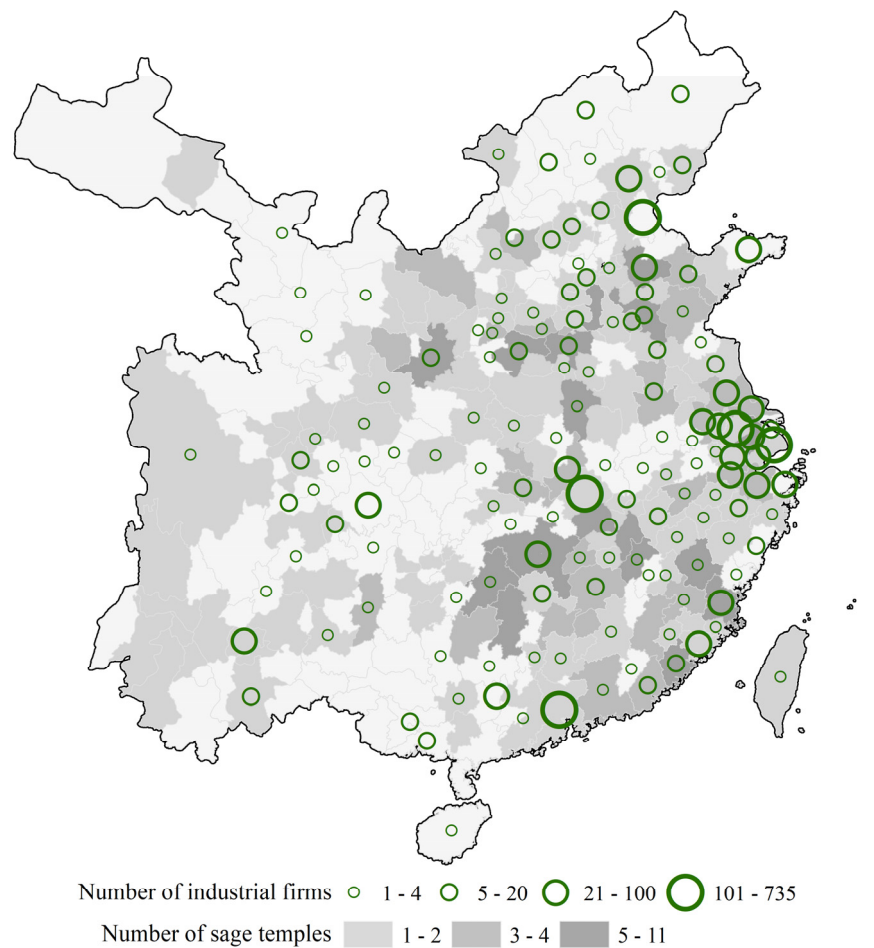 Number of industrial firms 1 - 4 5 - 20 21 - 100 101 - 735
Number of sage temples 1 - 2 3 - 4 5 - 11